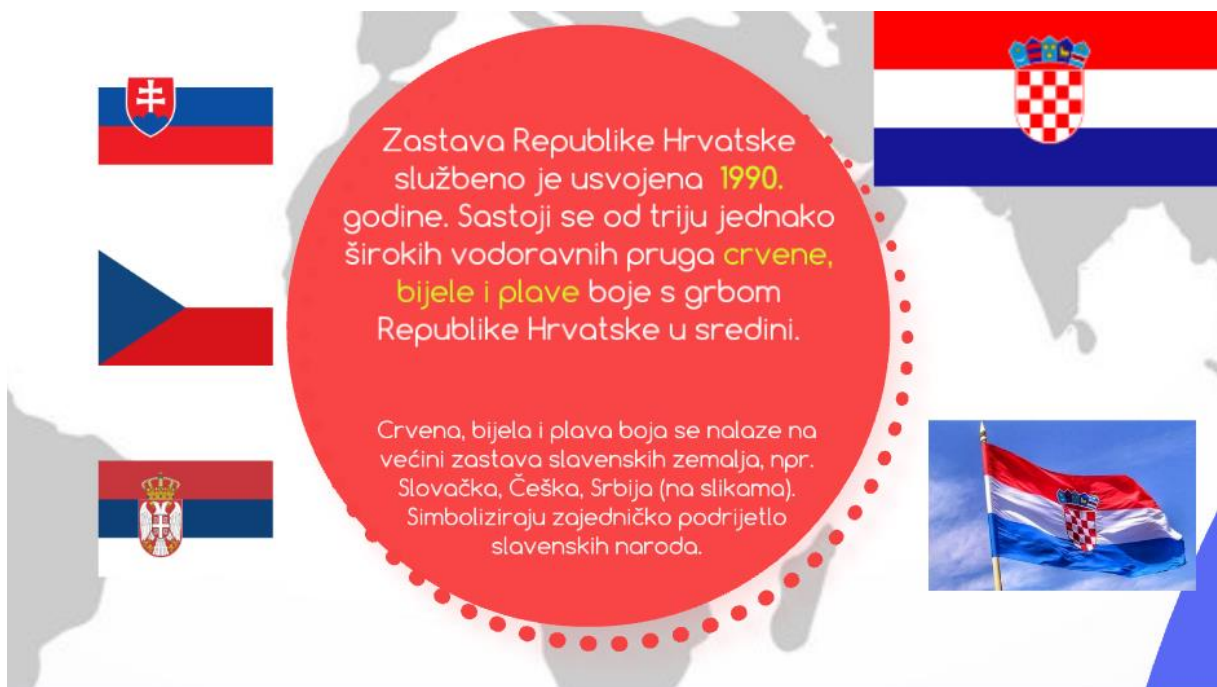 Zastava Republike Hrvatske
službeno je usvojena 1990.
godine. Sastoji se od triju jednako
širokih vodoravnih pruga crvene,
bijele i plave boje s grbom
Republike Hrvatske u sredini.
Crvena, bijela i plava boja se nalaze na
većini zastava slavenskih zemalja, npr.
Slovačka, Češka, Srbija (na slikama).
Simboliziraju zajedničko podrijetlo
slavenskih naroda.